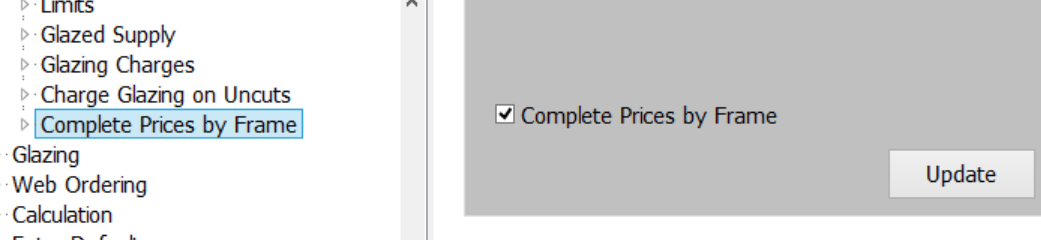 Limits
Glazed Supply
Glazing Charges
Charge Glazing on Uncuts
Complete Prices by Frame
Glazing
Web Ordering
Calculation
Complete Prices by Frame
Update